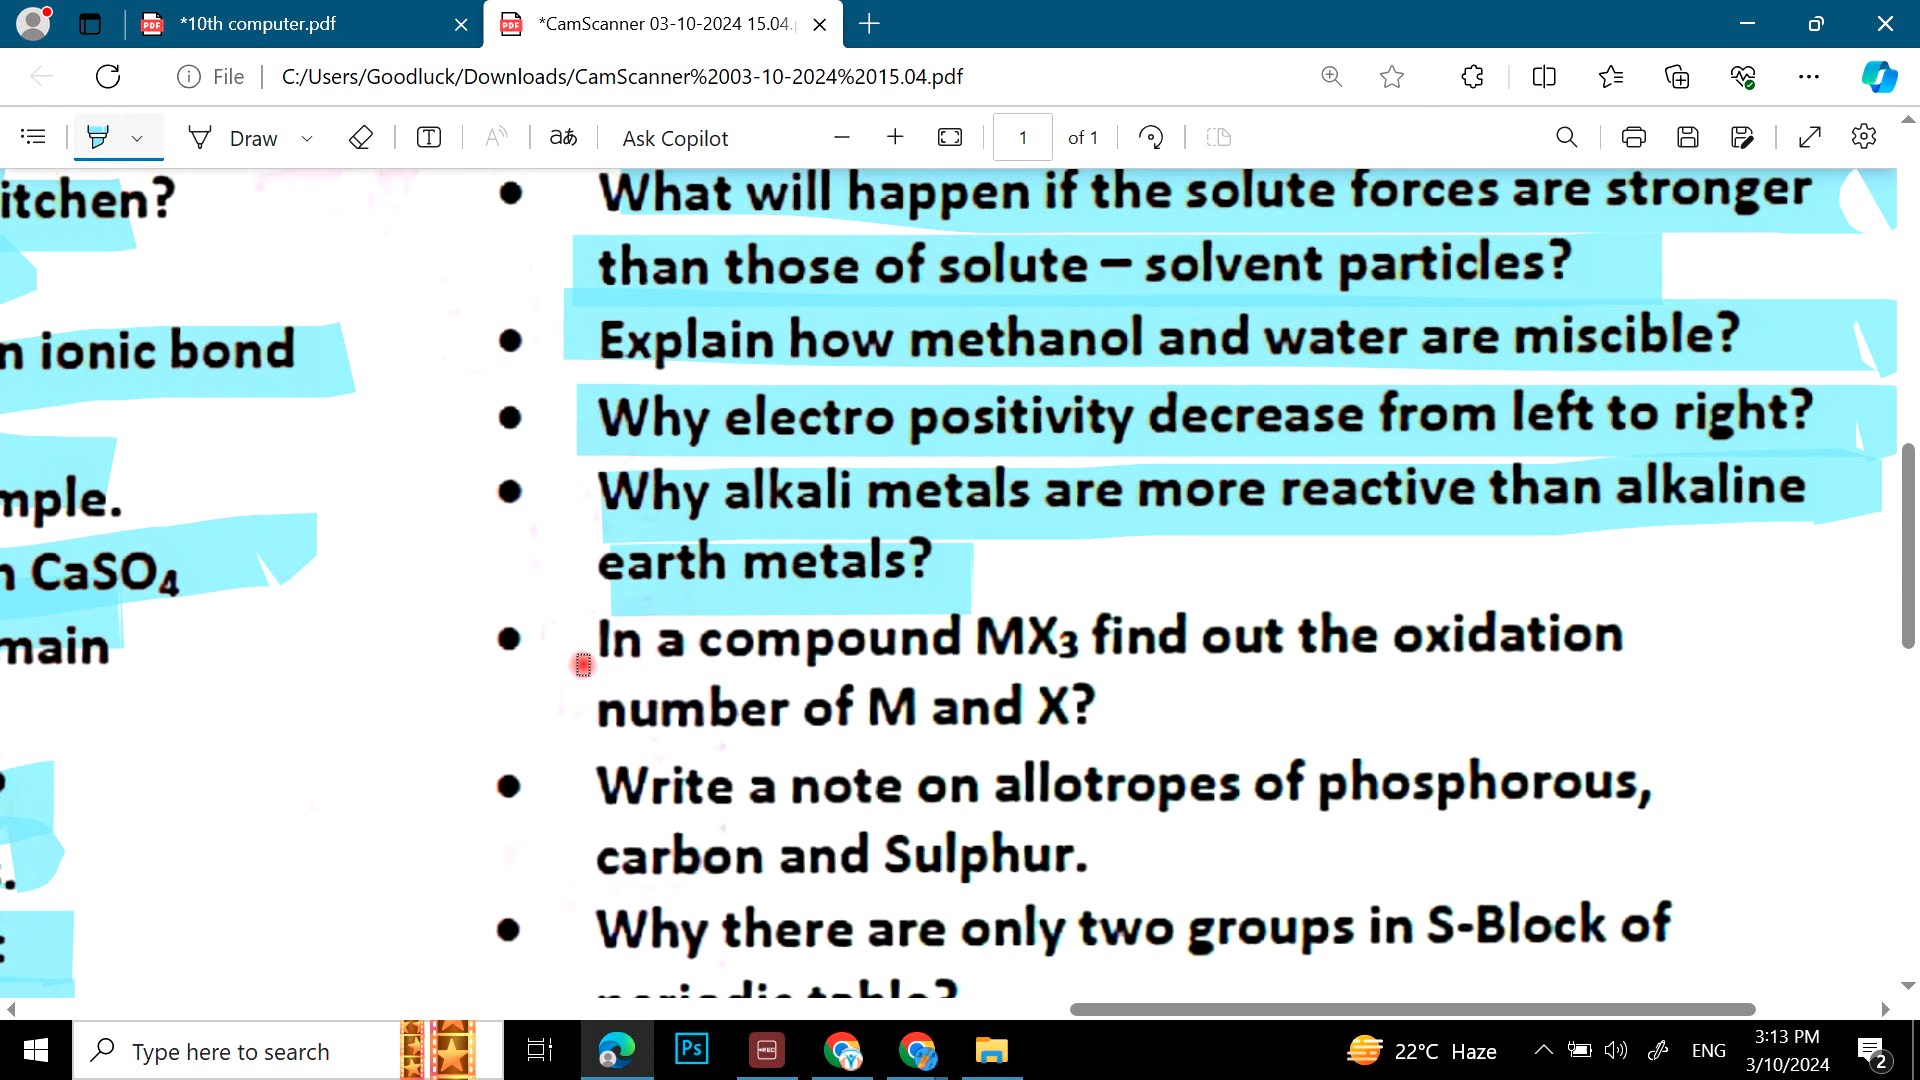 *10th computer.pdf
*CamScanner 03-10-2024 15.04.
File
C:/Users/Goodluck/Downloads/CamScanner%2003-10-2024%2015.04.pdf
Draw
Ask Copilot
1 of 1
itchen?
n ionic bond
mple.
n CaSO₄
main
• What will happen if the solute forces are stronger
than those of solute – solvent particles?
• Explain how methanol and water are miscible?
• Why electro positivity decrease from left to right?
• Why alkali metals are more reactive than alkaline
earth metals?
• In a compound MX₃ find out the oxidation
number of M and X?
• Write a note on allotropes of phosphorous,
carbon and Sulphur.
• Why there are only two groups in S-Block of
periodic table?
Type here to search
Ps
REC
22°C Haze
ENG
3:13 PM
3/10/2024
2